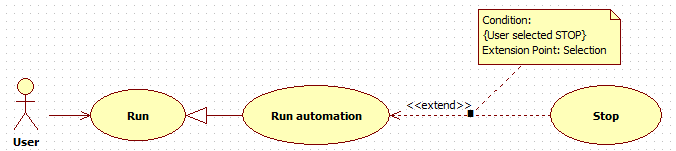 Condition:
{User selected STOP}
Extension Point: Selection
<<extend>>
Run
Run automation
Stop
User